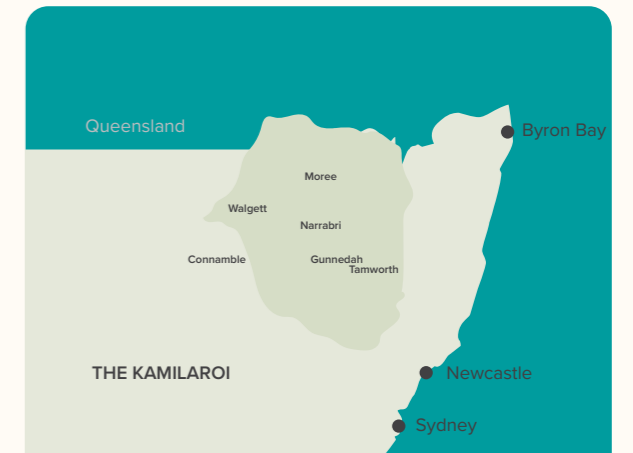 Queensland
Byron Bay
Moree
Walgett
Narrabri
Connamble
Gunnedah
Tamworth
THE KAMILAROI
Newcastle
Sydney